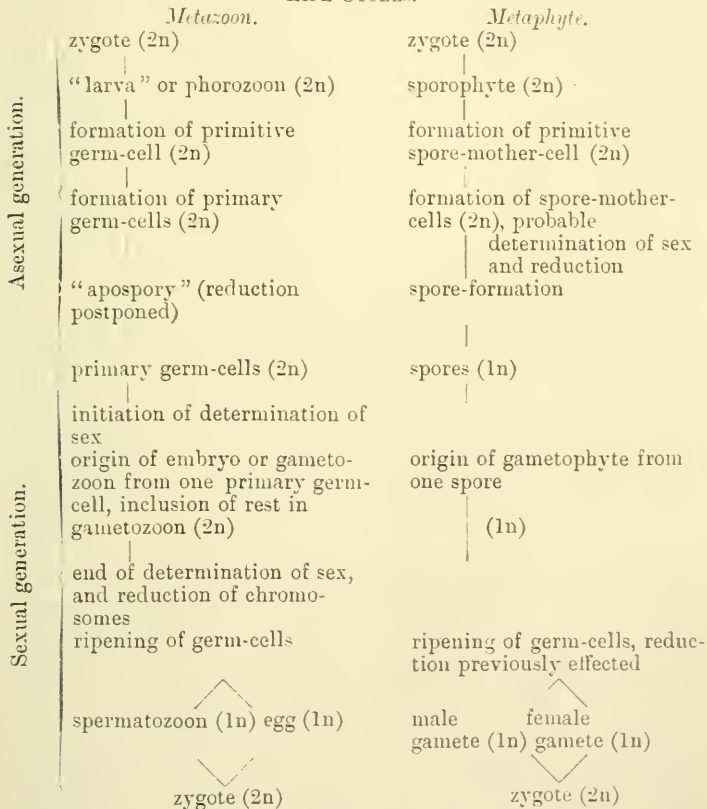 Metazoon.
zygote (2n)
"larva" or phorozoon (2n)
formation of primitive
germ-cell (2n)
formation of primary
germ-cells (2n)
"apospory" (reduction
postponed)
primary germ-cells (2n)
initiation of determination of
sex
origin of embryo or gameto-
zoon from one primary germ-
cell, inclusion of rest in
gametozoon (2n)
end of determination of sex,
and reduction of chromo-
somes
ripening of germ-cells
spermatozoon (1n) egg (1n)
zygote (2n)
Metaphyte.
zygote (2n)
sporophyte (2n)
formation of primitive
spore-mother-cell (2n)
formation of spore-mother-
cells (2n), probable
determination of sex
and reduction
spore-formation
spores (1n)
origin of gametophyte from
one spore
(1n)
ripening of germ-cells, reduc-
tion previously effected
male female
gamete (1n) gamete (1n)
zygote (2n)
Asexual generation.
Sexual generation.